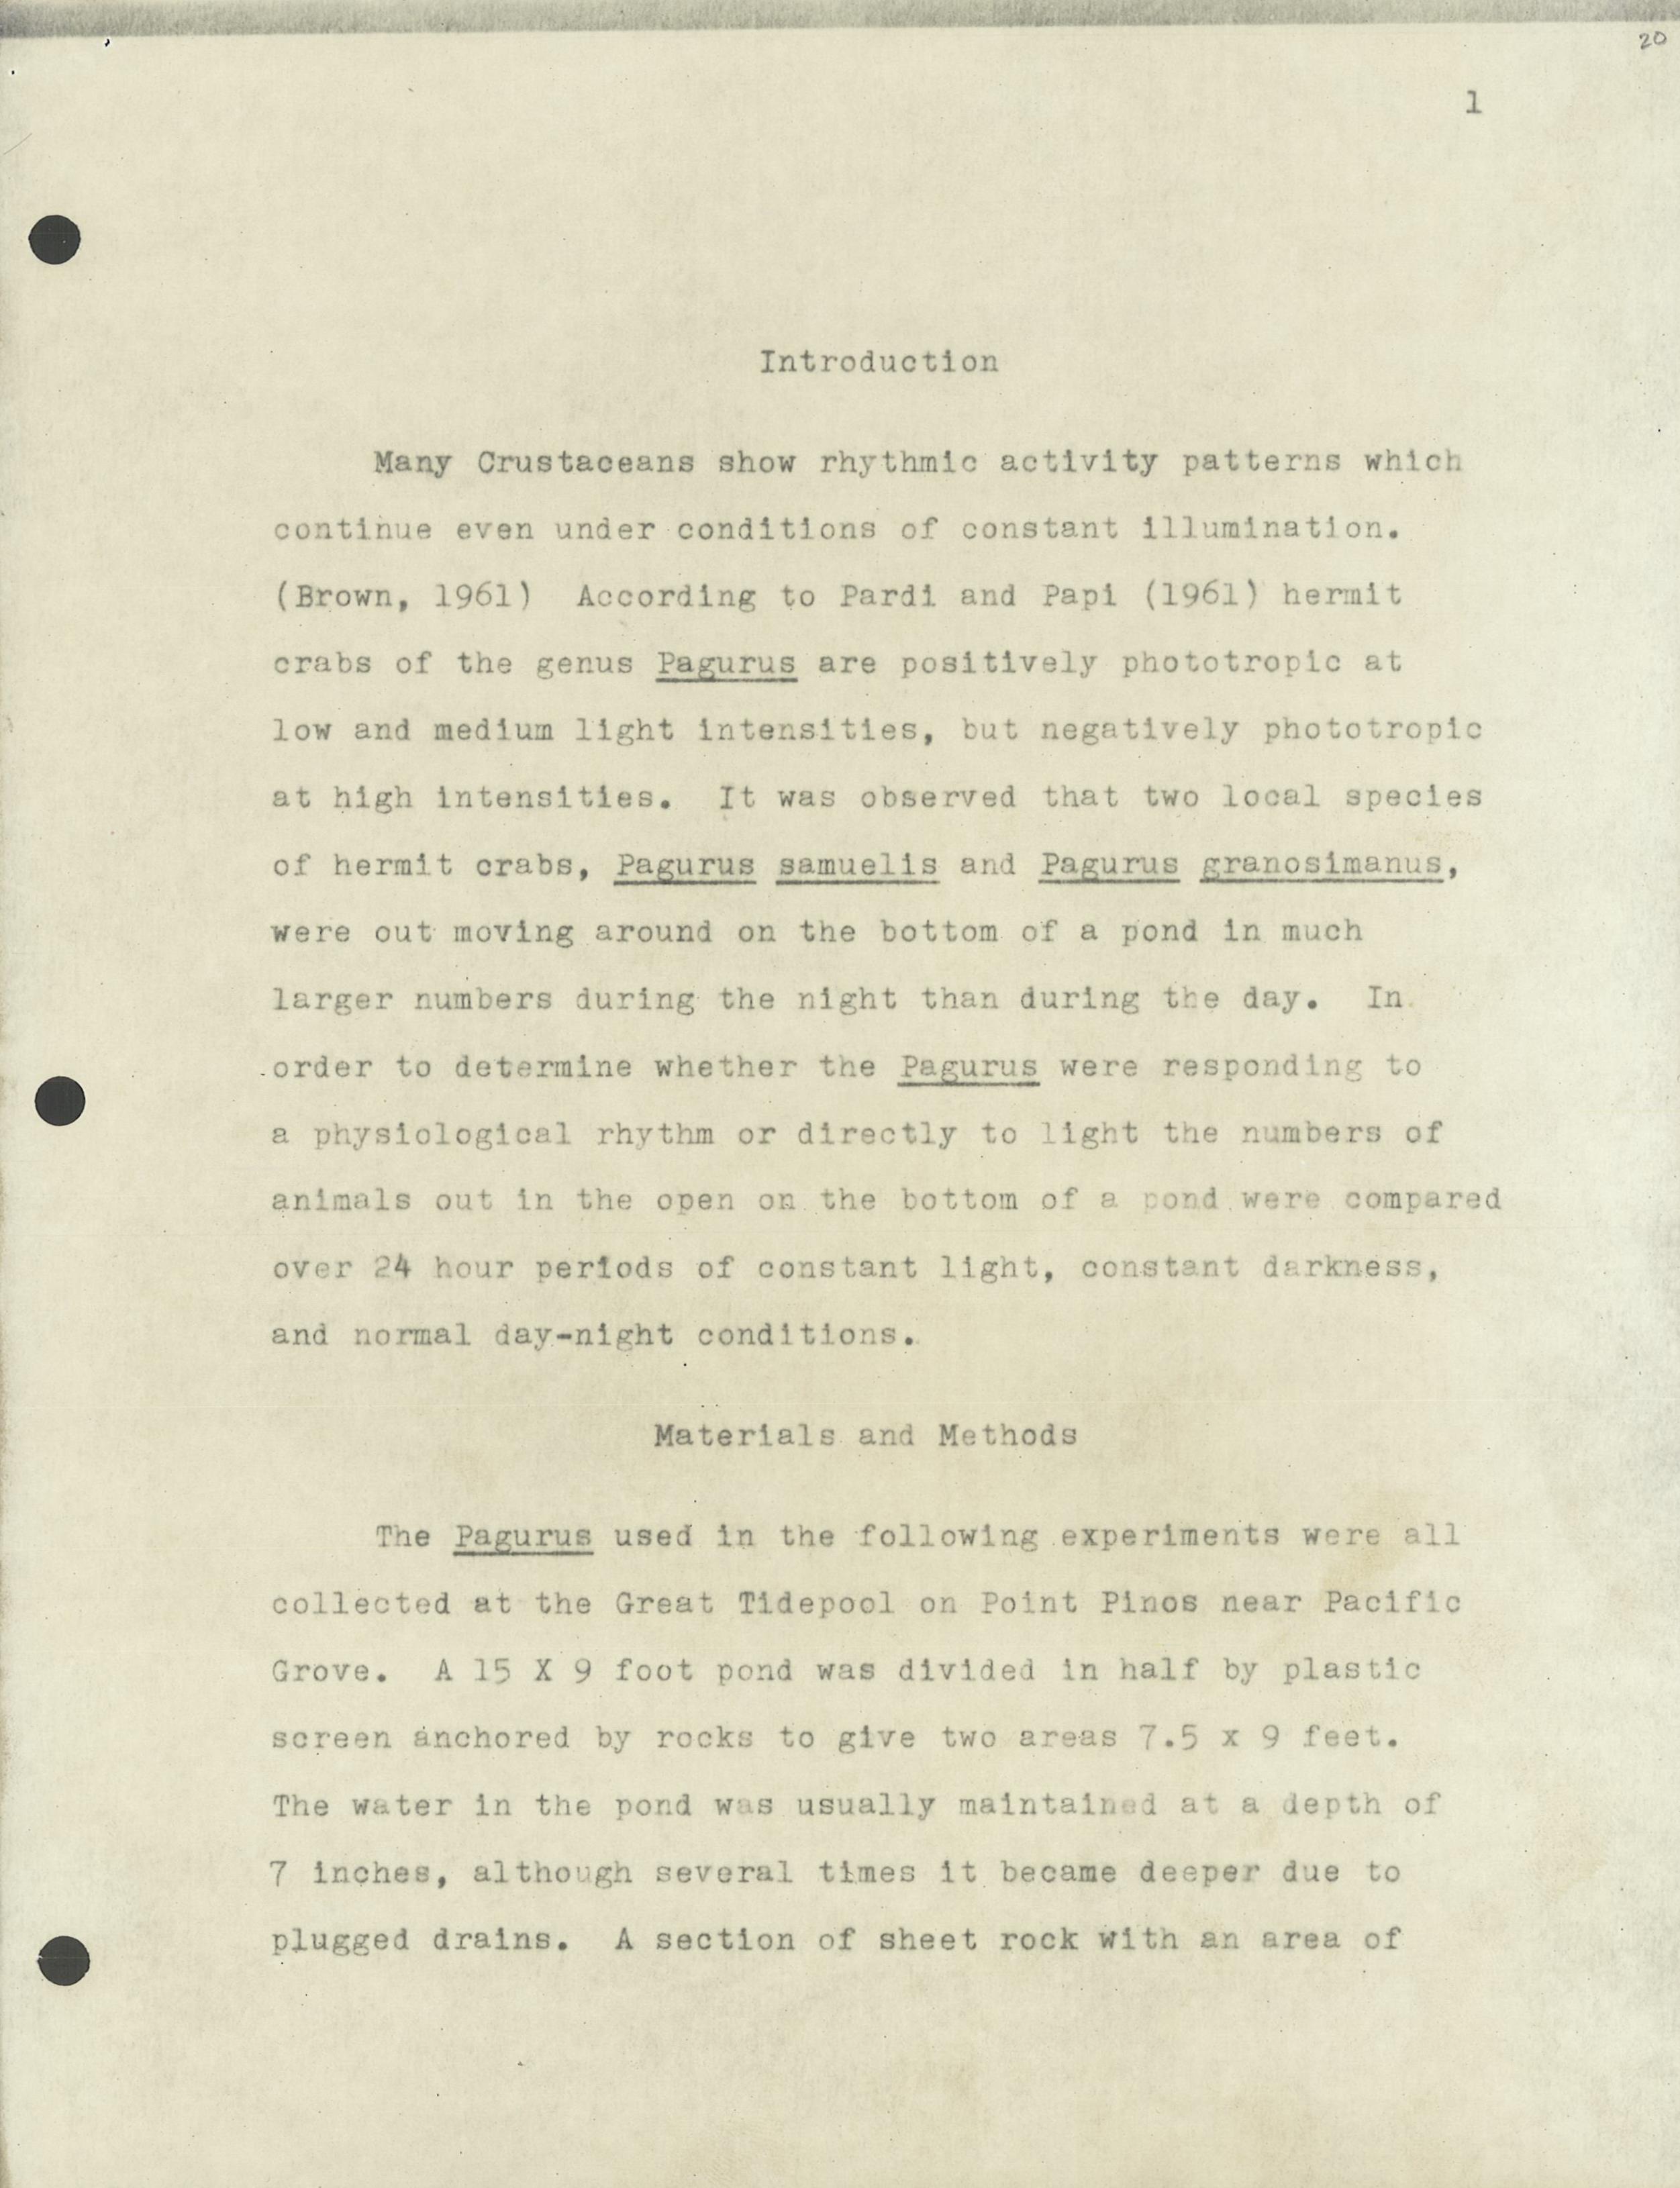 20
1
Introduction
Many Crustaceans show rhythmic activity patterns which
continue even under conditions of constant illumination.
(Brown, 1961)  According to Pardi and Papi (1961) hermit
crabs of the genus Pagurus are positively phototropic at
low and medium light intensities, but negatively phototropic
at high intensities.  It was observed that two local species
of hermit crabs, Pagurus samuelis and Pagurus granosimanus,
were out moving around on the bottom of a pond in much
larger numbers during the night than during the day.  In
order to determine whether the Pagurus were responding to
a physiological rhythm or directly to light the numbers of
animals out in the open on the bottom of a pond were compared
over 24 hour periods of constant light, constant darkness,
and normal day-night conditions.
Materials and Methods
The Pagurus used in the following experiments were all
collected at the Great Tidepool on Point Pinos near Pacific
Grove.  A 15 X 9 foot pond was divided in half by plastic
screen anchored by rocks to give two areas 7.5 x 9 feet.
The water in the pond was usually maintained at a depth of
7 inches, although several times it became deeper due to
plugged drains.  A section of sheet rock with an area of